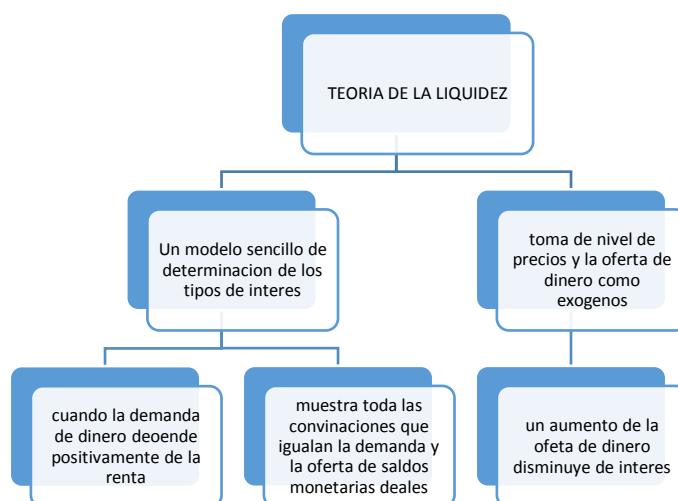 TEORIA DE LA LIQUIDEZ
Un modelo sencillo de
determinacion de los
tipos de interes
toma de nivel de
precios y la oferta de
dinero como
exogenos
cuando la demanda
de dinero deoende
positivamente de la
renta
muestra toda las
convinaciones que
igualan la demanda y
la oferta de saldos
monetarias deales
un aumento de la
ofeta de dinero
disminuye de interes